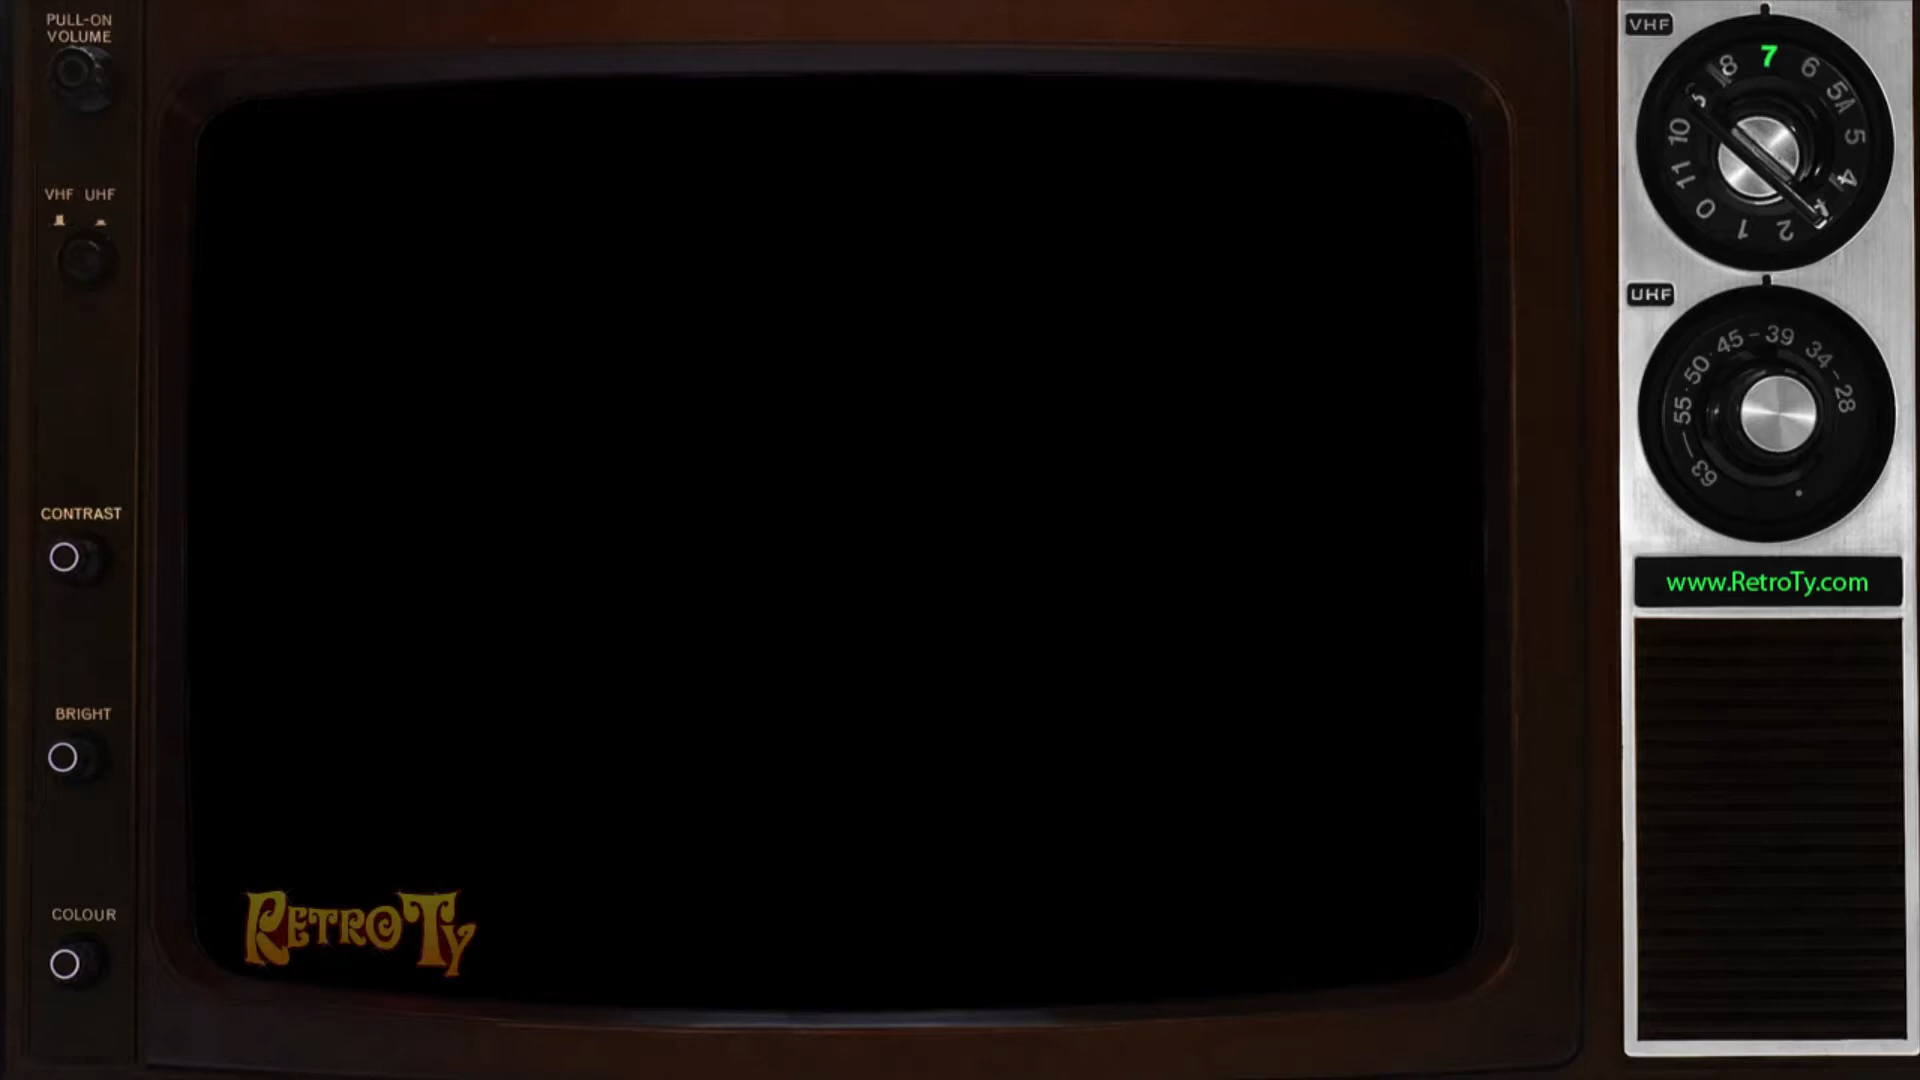 PULL-ON
VOLUME
VHF UHF
CONTRAST
BRIGHT
COLOUR
RETROTY
VHF
7
6
5A
5
4
2
1
0
11
10
8
UHF
63 55 50 45 39 34 28
www.RetroTy.com